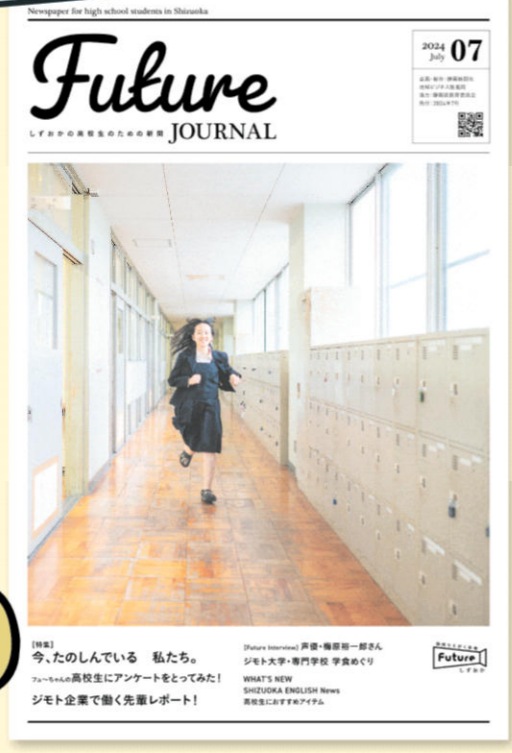 Newspaper for high school students in Shizuoka
Future
しずおかの高校生のための新聞 JOURNAL
2024
July 07
[特集]
今、たのしんでいる 私たち。
フュ〜ちゃんの高校生にアンケートをとってみた!
ジモト企業で働く先輩レポート!
[Future Interview] 声優・梅原裕一郎さん
ジモト大学・専門学校 学食めぐり
WHAT'S NEW
SHIZUOKA ENGLISH News
高校生におすすめアイテム
Future
しずおか